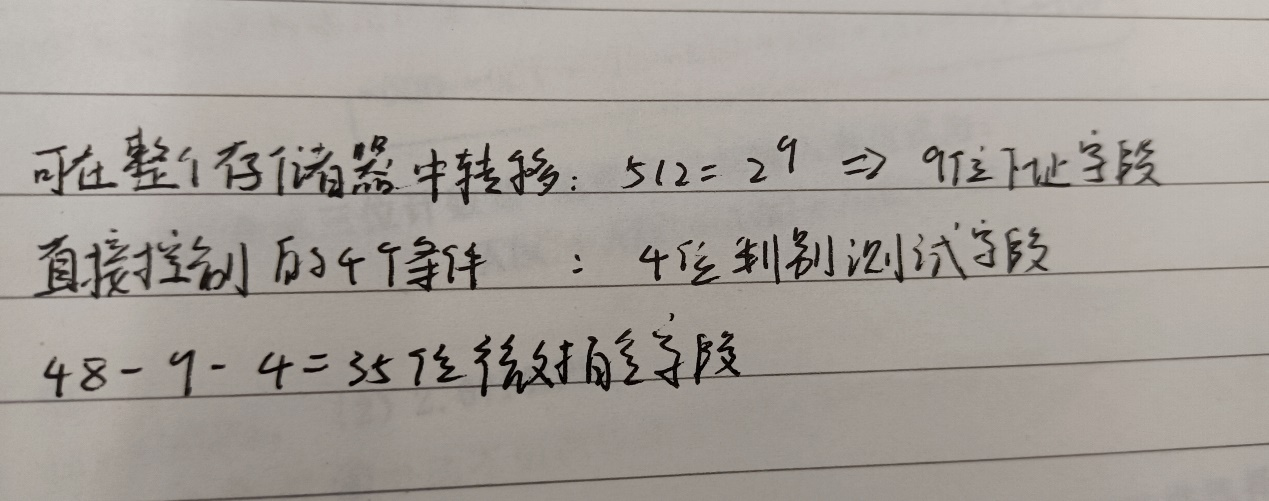 可在整个存储器中转移：512=2⁹ ⇒ 9位下址字段
直接控制 的4个条件 ：4位判别测试字段
48-9-4=35位 微指令字段